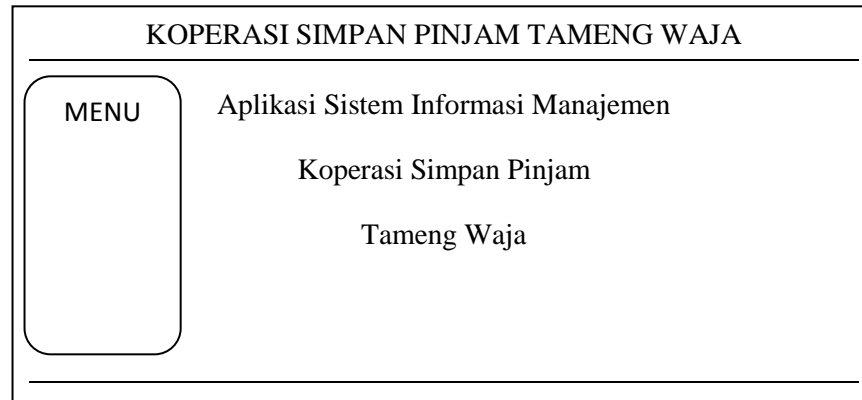 KOPERASI SIMPAN PINJAM TAMENG WAJA
MENU
Aplikasi Sistem Informasi Manajemen
Koperasi Simpan Pinjam
Tameng Waja